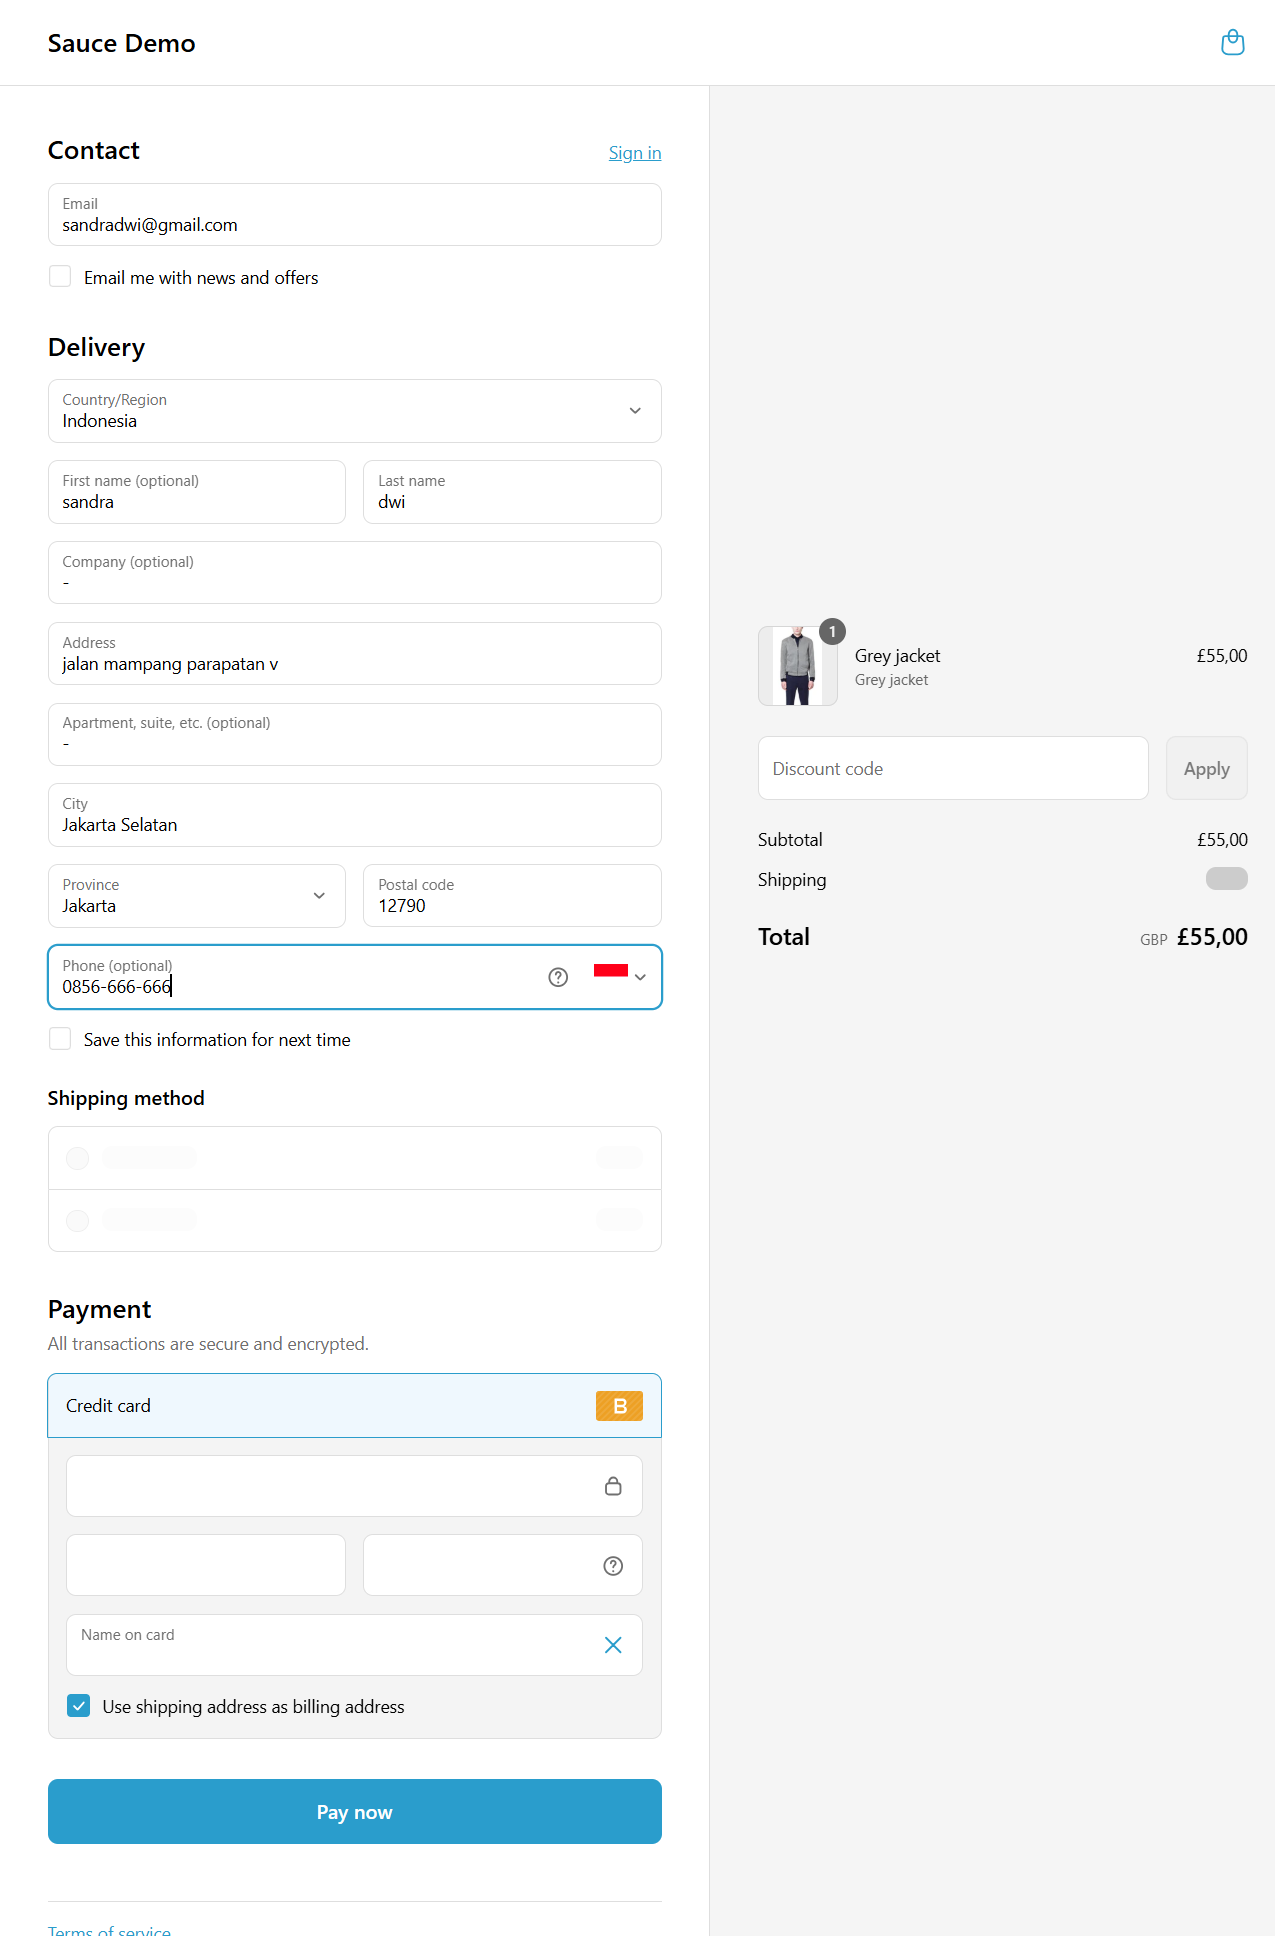 Sauce Demo
Contact
Sign in
Email
sandradwi@gmail.com
Email me with news and offers
Delivery
Country/Region
Indonesia
First name (optional)
sandra
Last name
dwi
Company (optional)
-
Address
jalan mampang parapatan v
Apartment, suite, etc. (optional)
-
City
Jakarta Selatan
Province
Jakarta
Postal code
12790
Phone (optional)
0856-666-666
Save this information for next time
Shipping method
Payment
All transactions are secure and encrypted.
Credit card
B
Name on card
Use shipping address as billing address
Pay now
Terms of service
1
Grey jacket
£55,00
Grey jacket
Discount code
Apply
Subtotal
£55,00
Shipping
Total
GBP £55,00